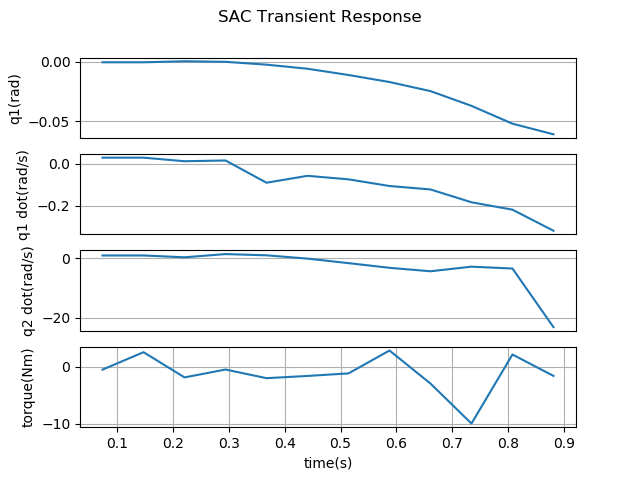 SAC Transient Response
q1(rad)
0.00
−0.05
q1 dot(rad/s)
0.0
−0.2
q2 dot(rad/s)
0
−20
torque(Nm)
0
−10
0.1 0.2 0.3 0.4 0.5 0.6 0.7 0.8 0.9
time(s)